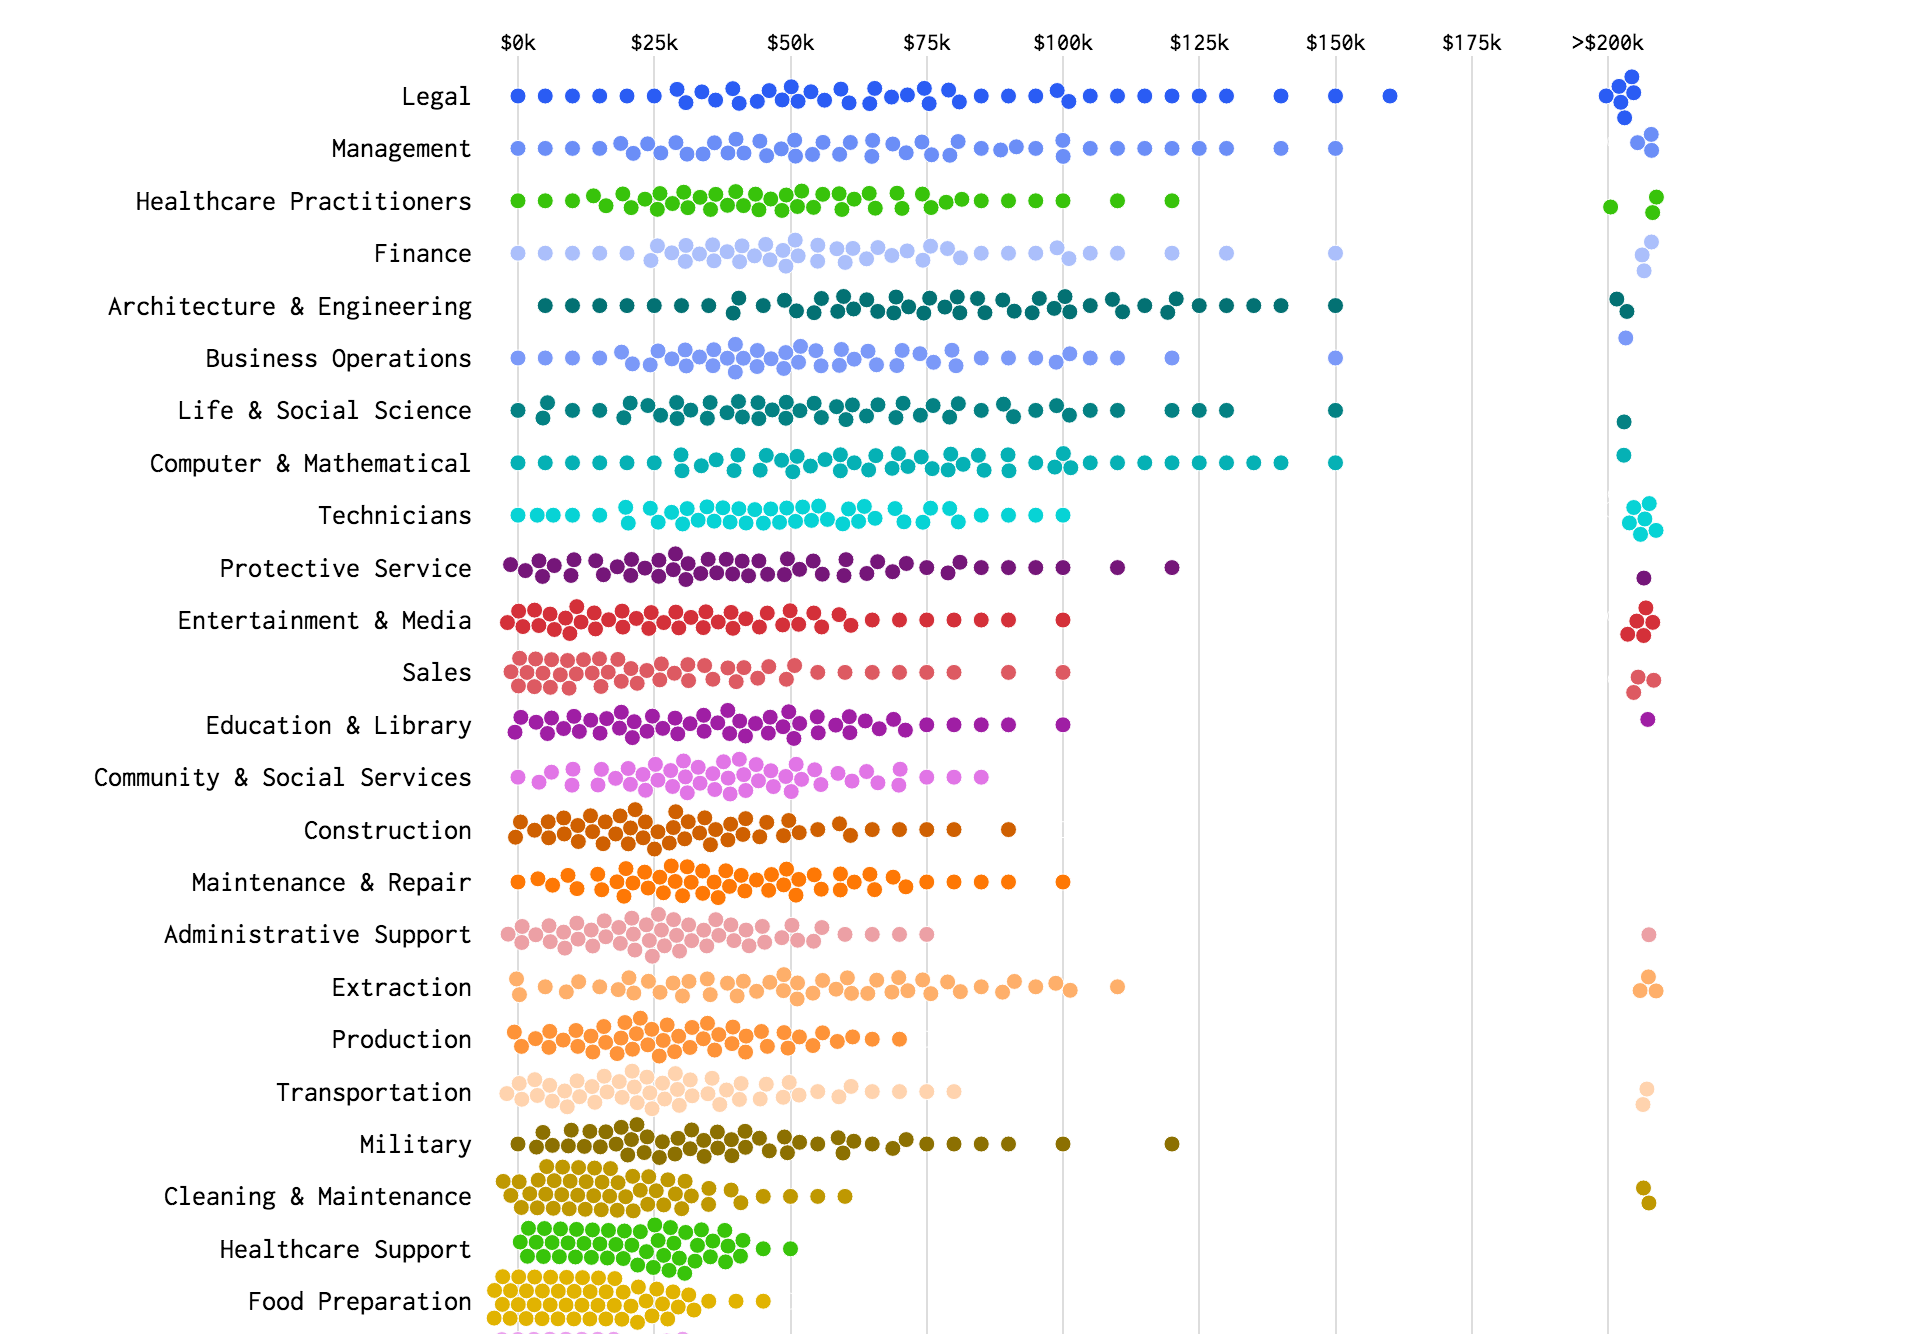 $0k $25k $50k $75k $100k $125k $150k $175k >$200k
Legal
Management
Healthcare Practitioners
Finance
Architecture & Engineering
Business Operations
Life & Social Science
Computer & Mathematical
Technicians
Protective Service
Entertainment & Media
Sales
Education & Library
Community & Social Services
Construction
Maintenance & Repair
Administrative Support
Extraction
Production
Transportation
Military
Cleaning & Maintenance
Healthcare Support
Food Preparation